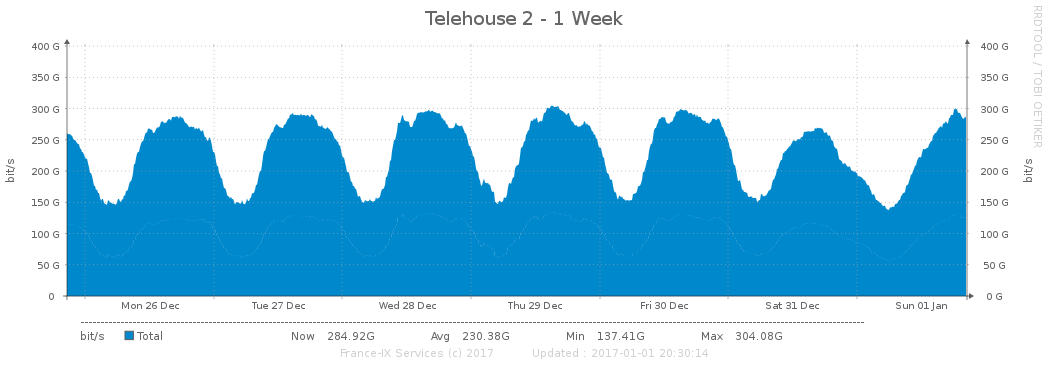 Telehouse 2 - 1 Week
RRDTOOL / TOBI OETIKER
400 G 400 G
350 G 350 G
300 G 300 G
250 G 250 G
200 G 200 G
150 G 150 G
100 G 100 G
50 G 50 G
0 0 G
bit/s bit/s
Mon 26 Dec Tue 27 Dec Wed 28 Dec Thu 29 Dec Fri 30 Dec Sat 31 Dec Sun 01 Jan
bit/s Total Now 284.92G Avg 230.38G Min 137.41G Max 304.08G
France-IX Services (c) 2017 Updated : 2017-01-01 20:30:14